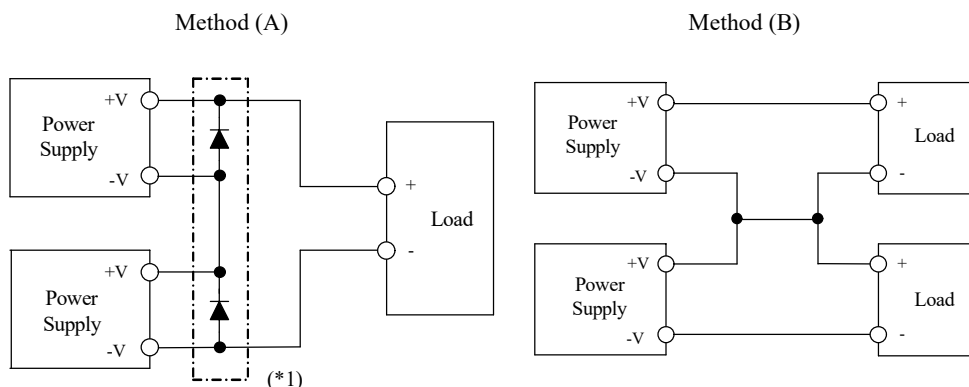 Method (A)
+V
Power
Supply
-V
+V
Power
Supply
-V
(*1)
+
Load
-
Method (B)
+V
Power
Supply
-V
+V
Power
Supply
-V
+
Load
-
+
Load
-